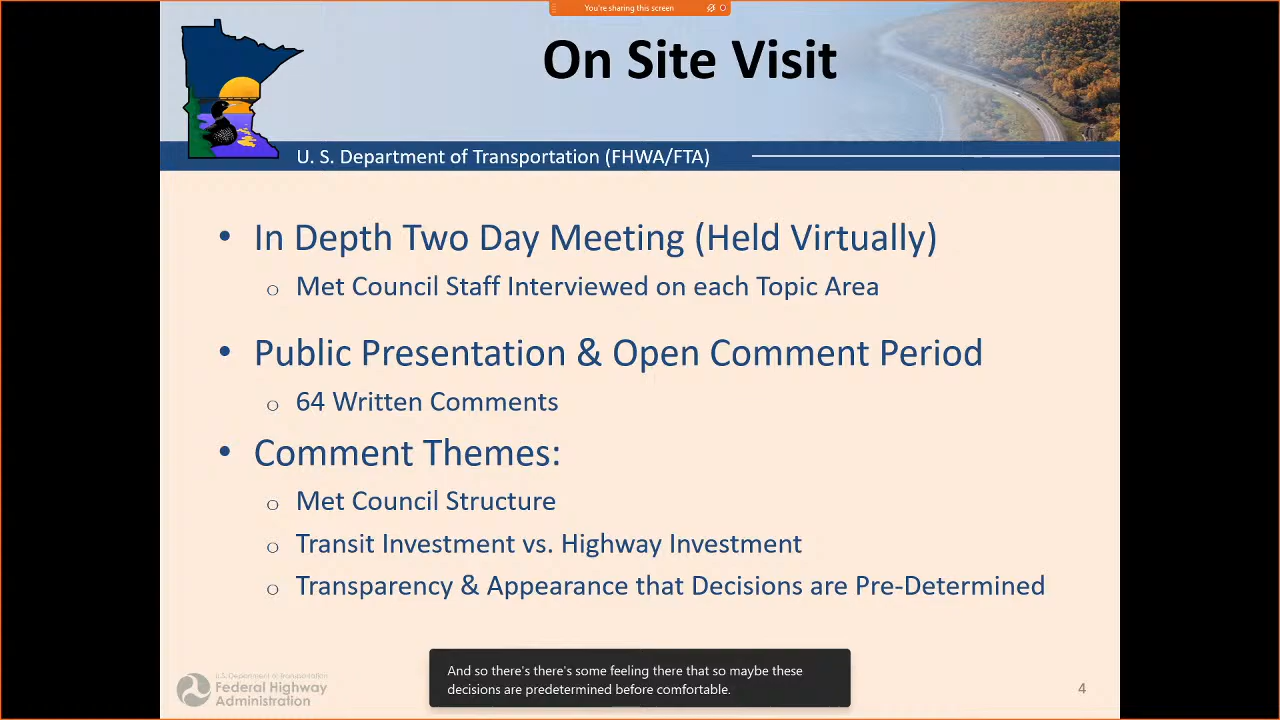 You're sharing this screen
On Site Visit
U. S. Department of Transportation (FHWA/FTA)
• In Depth Two Day Meeting (Held Virtually)
o Met Council Staff Interviewed on each Topic Area
• Public Presentation & Open Comment Period
o 64 Written Comments
• Comment Themes:
o Met Council Structure
o Transit Investment vs. Highway Investment
o Transparency & Appearance that Decisions are Pre-Determined
And so there's there's some feeling there that so maybe these
decisions are predetermined before comfortable.
U.S. Department of Transportation
Federal Highway
Administration
4